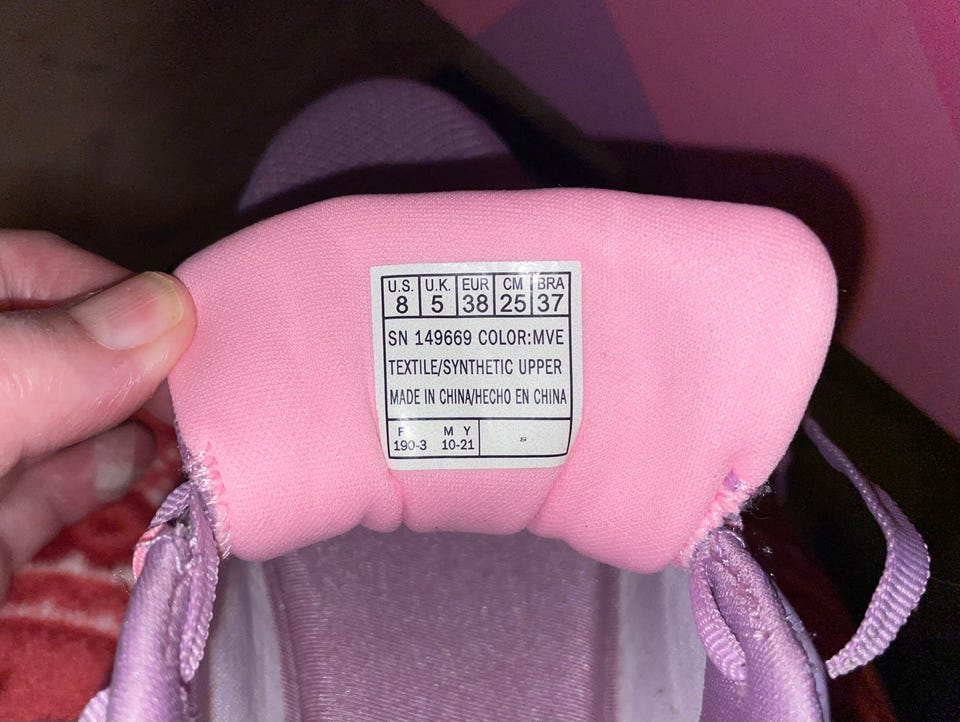 U.S. U.K. EUR CM BRA
8 5 38 25 37
SN 149669 COLOR:MVE
TEXTILE/SYNTHETIC UPPER
MADE IN CHINA/HECHO EN CHINA
F M Y
190-3 10-21